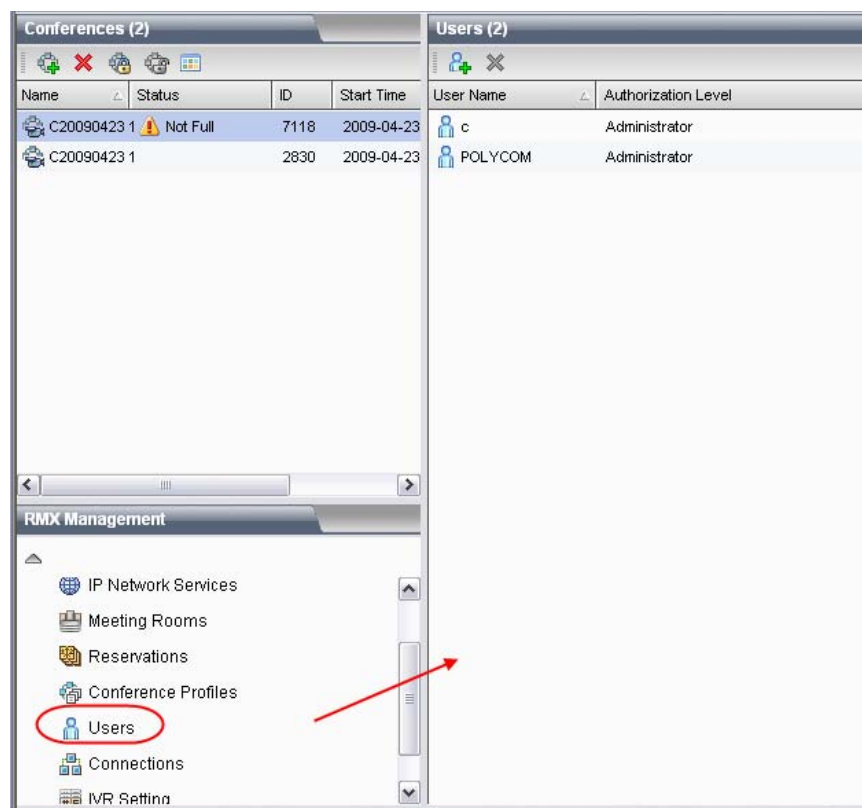 Conferences (2)
Name Status ID Start Time
C20090423 1 Not Full 7118 2009-04-23
C20090423 1 2830 2009-04-23
RMX Management
IP Network Services
Meeting Rooms
Reservations
Conference Profiles
Users
Connections
IVR Setting
Users (2)
User Name Authorization Level
c Administrator
POLYCOM Administrator